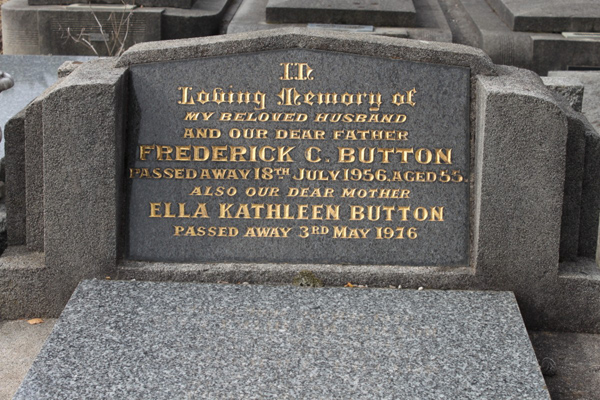 In
Loving Memory of
MY BELOVED HUSBAND
AND OUR DEAR FATHER
FREDERICK C. BUTTON
PASSED AWAY 18TH JULY 1956. AGED 55.
ALSO OUR DEAR MOTHER
ELLA KATHLEEN BUTTON
PASSED AWAY 3RD MAY 1976